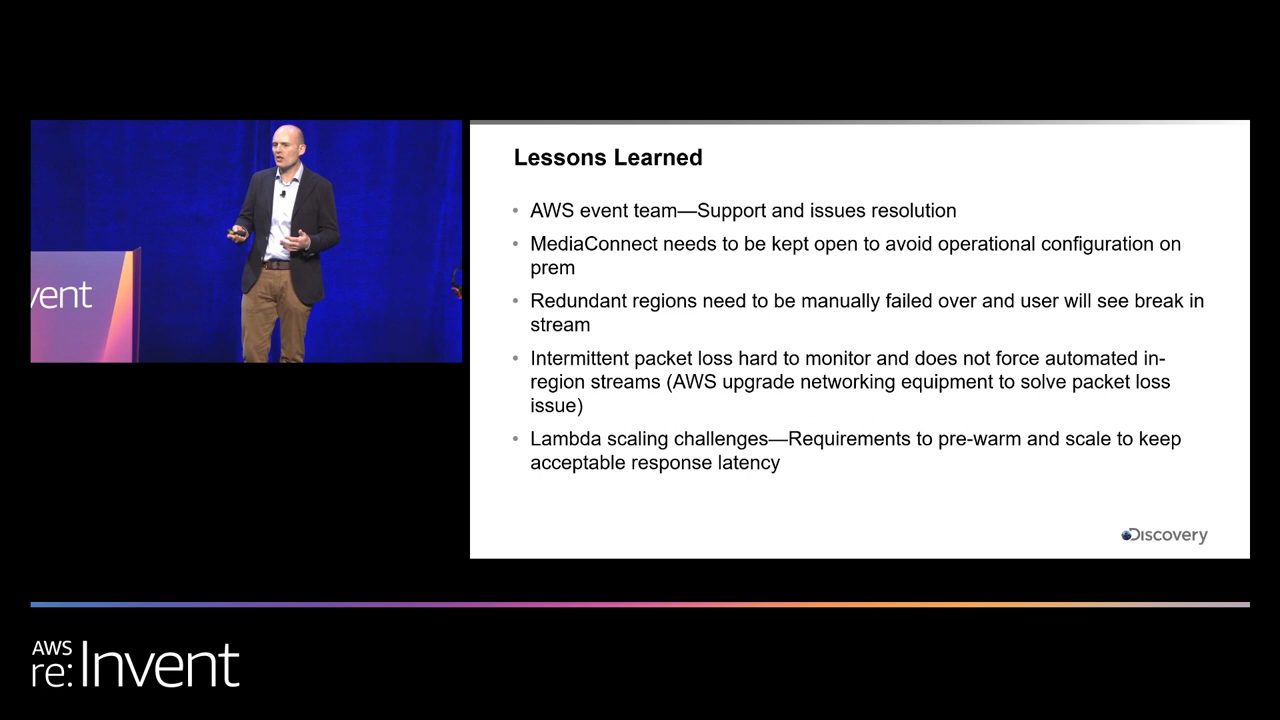 Lessons Learned
• AWS event team—Support and issues resolution
• MediaConnect needs to be kept open to avoid operational configuration on
prem
• Redundant regions need to be manually failed over and user will see break in
stream
• Intermittent packet loss hard to monitor and does not force automated in-
region streams (AWS upgrade networking equipment to solve packet loss
issue)
• Lambda scaling challenges—Requirements to pre-warm and scale to keep
acceptable response latency
Discovery
vent
AWS
re:Invent